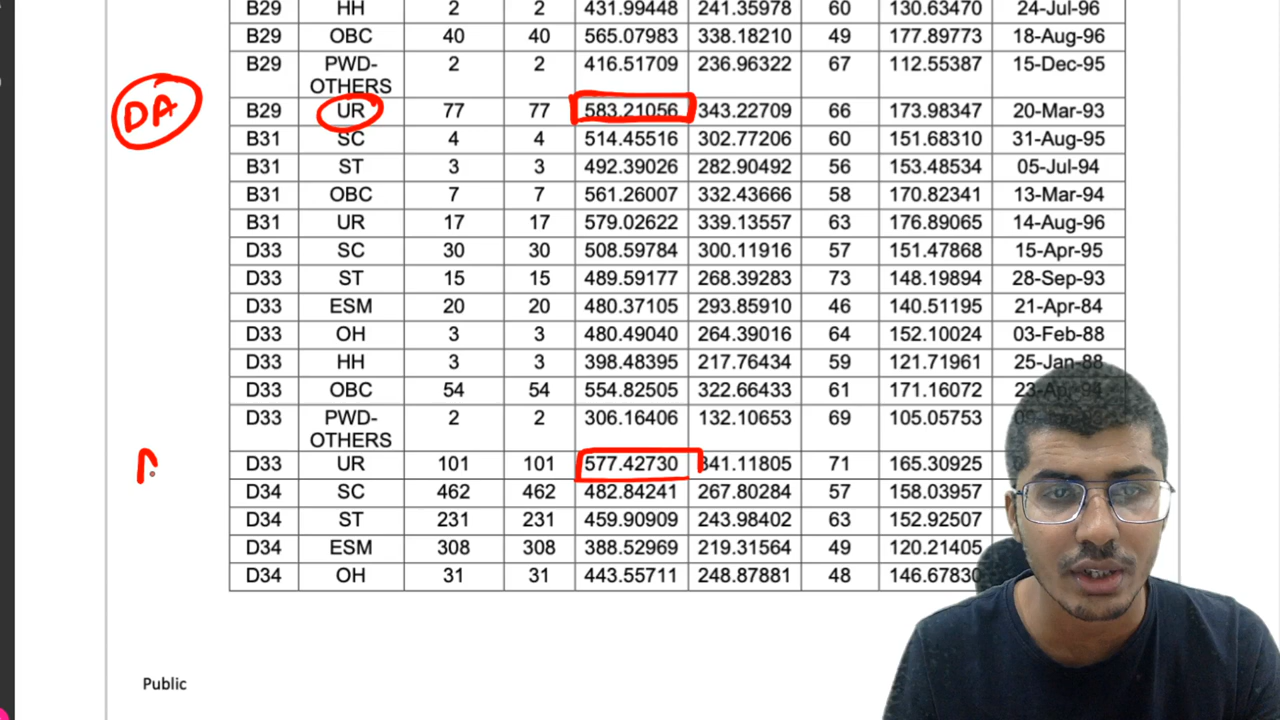 B29 HH 2 2 431.99448 241.35978 60 130.63470 24-Jul-96
B29 OBC 40 40 565.07983 338.18210 49 177.89773 18-Aug-96
B29 PWD-OTHERS 2 2 416.51709 236.96322 67 112.55387 15-Dec-95
DA
B29 UR 77 77 583.21056 343.22709 66 173.98347 20-Mar-93
B31 SC 4 4 514.45516 302.77206 60 151.68310 31-Aug-95
B31 ST 3 3 492.39026 282.90492 56 153.48534 05-Jul-94
B31 OBC 7 7 561.26007 332.43666 58 170.82341 13-Mar-94
B31 UR 17 17 579.02622 339.13557 63 176.89065 14-Aug-96
D33 SC 30 30 508.59784 300.11916 57 151.47868 15-Apr-95
D33 ST 15 15 489.59177 268.39283 73 148.19894 28-Sep-93
D33 ESM 20 20 480.37105 293.85910 46 140.51195 21-Apr-84
D33 OH 3 3 480.49040 264.39016 64 152.10024 03-Feb-88
D33 HH 3 3 398.48395 217.76434 59 121.71961 25-Jan-88
D33 OBC 54 54 554.82505 322.66433 61 171.16072 23-Apr-94
D33 PWD-OTHERS 2 2 306.16406 132.10653 69 105.05753
D33 UR 101 101 577.42730 341.11805 71 165.30925
D34 SC 462 462 482.84241 267.80284 57 158.03957
D34 ST 231 231 459.90909 243.98402 63 152.92507
D34 ESM 308 308 388.52969 219.31564 49 120.21405
D34 OH 31 31 443.55711 248.87881 48 146.67830
Public